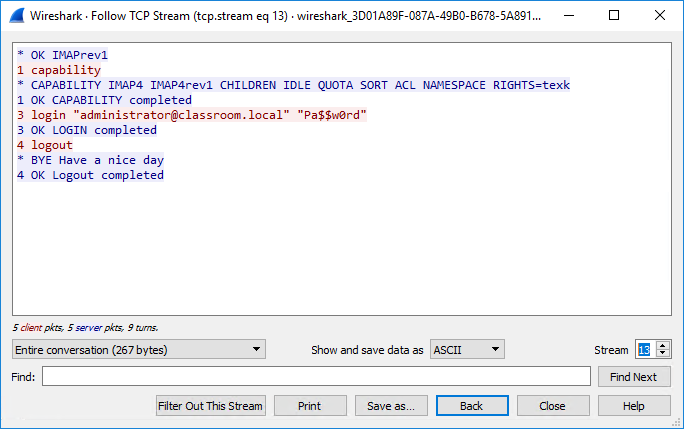 Wireshark · Follow TCP Stream (tcp.stream eq 13) · wireshark_3D01A89F-087A-49B0-B678-5A891...
* OK IMAPrev1
1 capability
* CAPABILITY IMAP4 IMAP4rev1 CHILDREN IDLE QUOTA SORT ACL NAMESPACE RIGHTS=texk
1 OK CAPABILITY completed
3 login "administrator@classroom.local" "Pa$$w0rd"
3 OK LOGIN completed
4 logout
* BYE Have a nice day
4 OK Logout completed
5 client pkts, 5 server pkts, 9 turns.
Entire conversation (267 bytes) Show and save data as ASCII Stream 13
Find: Find Next
Filter Out This Stream Print Save as... Back Close Help